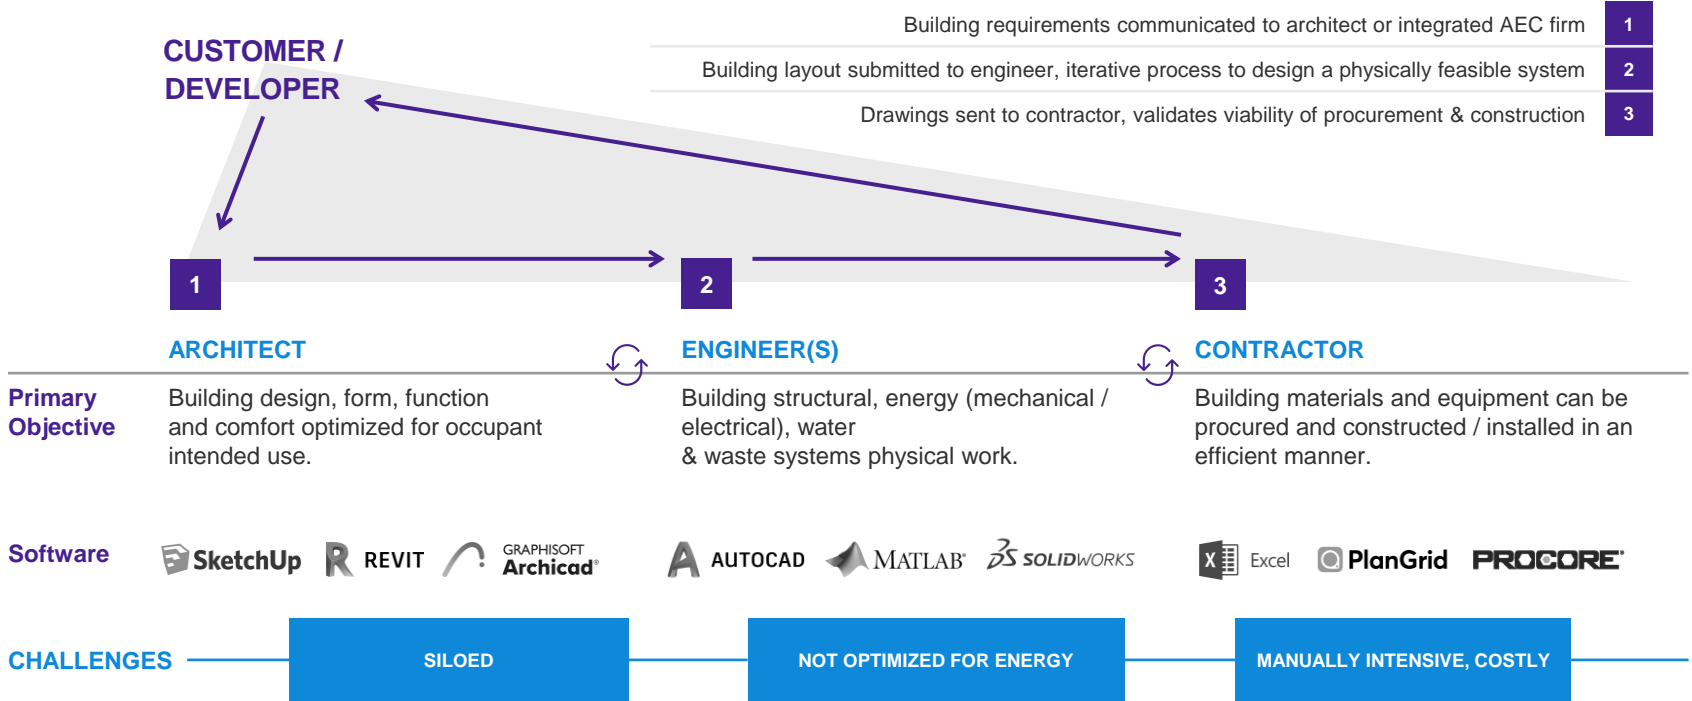 Building requirements communicated to architect or integrated AEC firm 1
CUSTOMER /
DEVELOPER
Building layout submitted to engineer, iterative process to design a physically feasible system 2
Drawings sent to contractor, validates viability of procurement & construction 3
1 2 3
ARCHITECT ENGINEER(S) CONTRACTOR
Primary
Objective
Building design, form, function
and comfort optimized for occupant
intended use.
Building structural, energy (mechanical /
electrical), water
& waste systems physical work.
Building materials and equipment can be
procured and constructed / installed in an
efficient manner.
Software
SketchUp
R REVIT
GRAPHISOFT
Archicad®
A AUTOCAD
MATLAB®
3S SOLIDWORKS
X Excel
PlanGrid
PROCORE
CHALLENGES SILOED NOT OPTIMIZED FOR ENERGY MANUALLY INTENSIVE, COSTLY